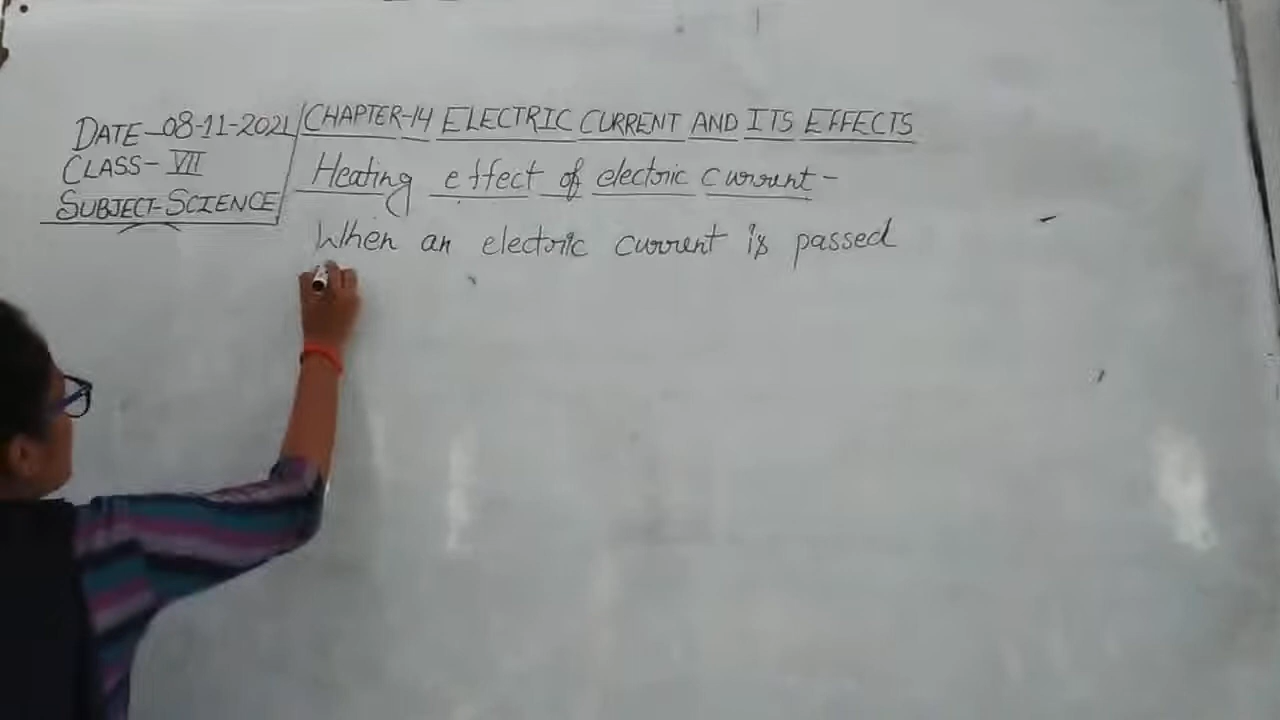 DATE-08-11-2021
CLASS-VII
SUBJECT-SCIENCE
CHAPTER-14 ELECTRIC CURRENT AND ITS EFFECTS
Heating effect of electric current-
When an electric current is passed